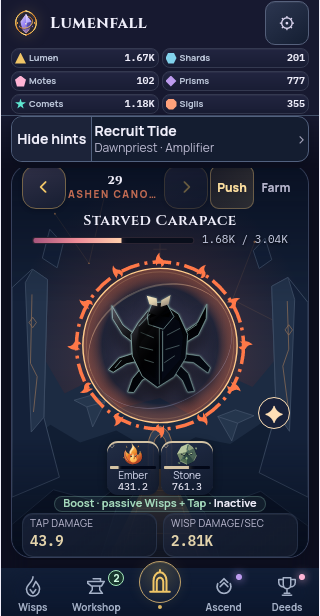 LUMENFALL
Lumen 1.67K
Shards 201
Motes 102
Prisms 777
Comets 1.18K
Sigils 355
Hide hints
Recruit Tide
Dawnpriest · Amplifier
29
ASHEN CANO…
Push
Farm
STARVED CARAPACE
1.68K / 3.04K
Ember
431.2
Stone
761.3
Boost · passive Wisps + Tap · Inactive
TAP DAMAGE
43.9
WISP DAMAGE/SEC
2.81K
Wisps
Workshop
2
Ascend
Deeds